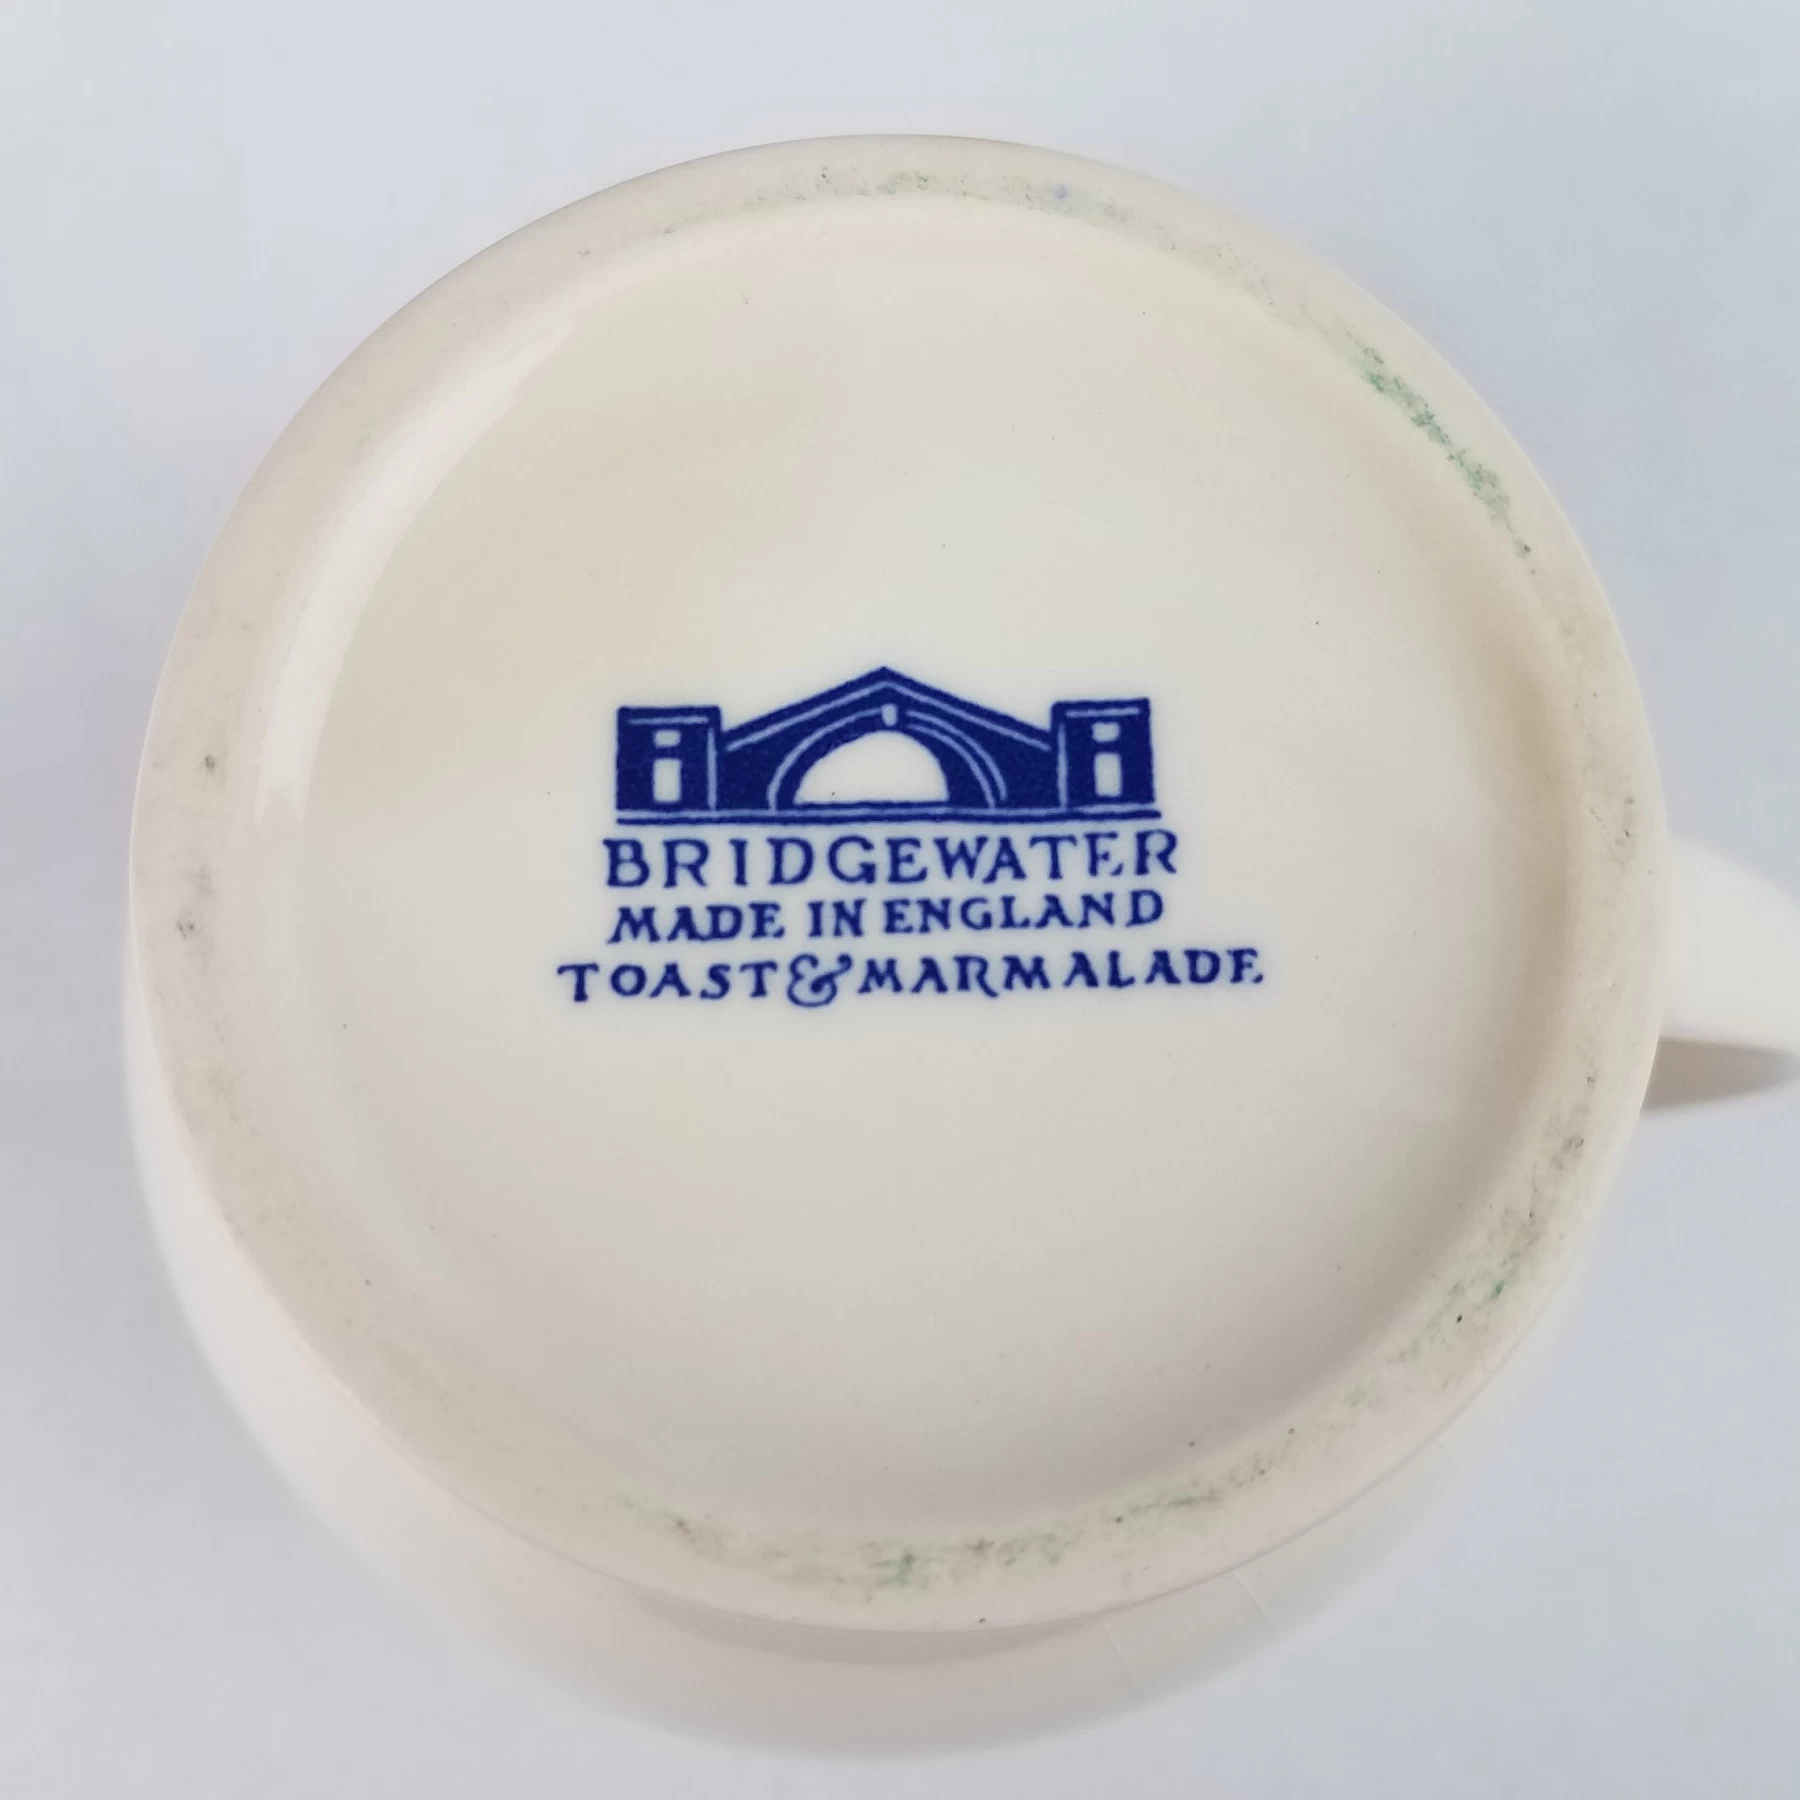 BRIDGEWATER
MADE IN ENGLAND
TOAST & MARMALADE